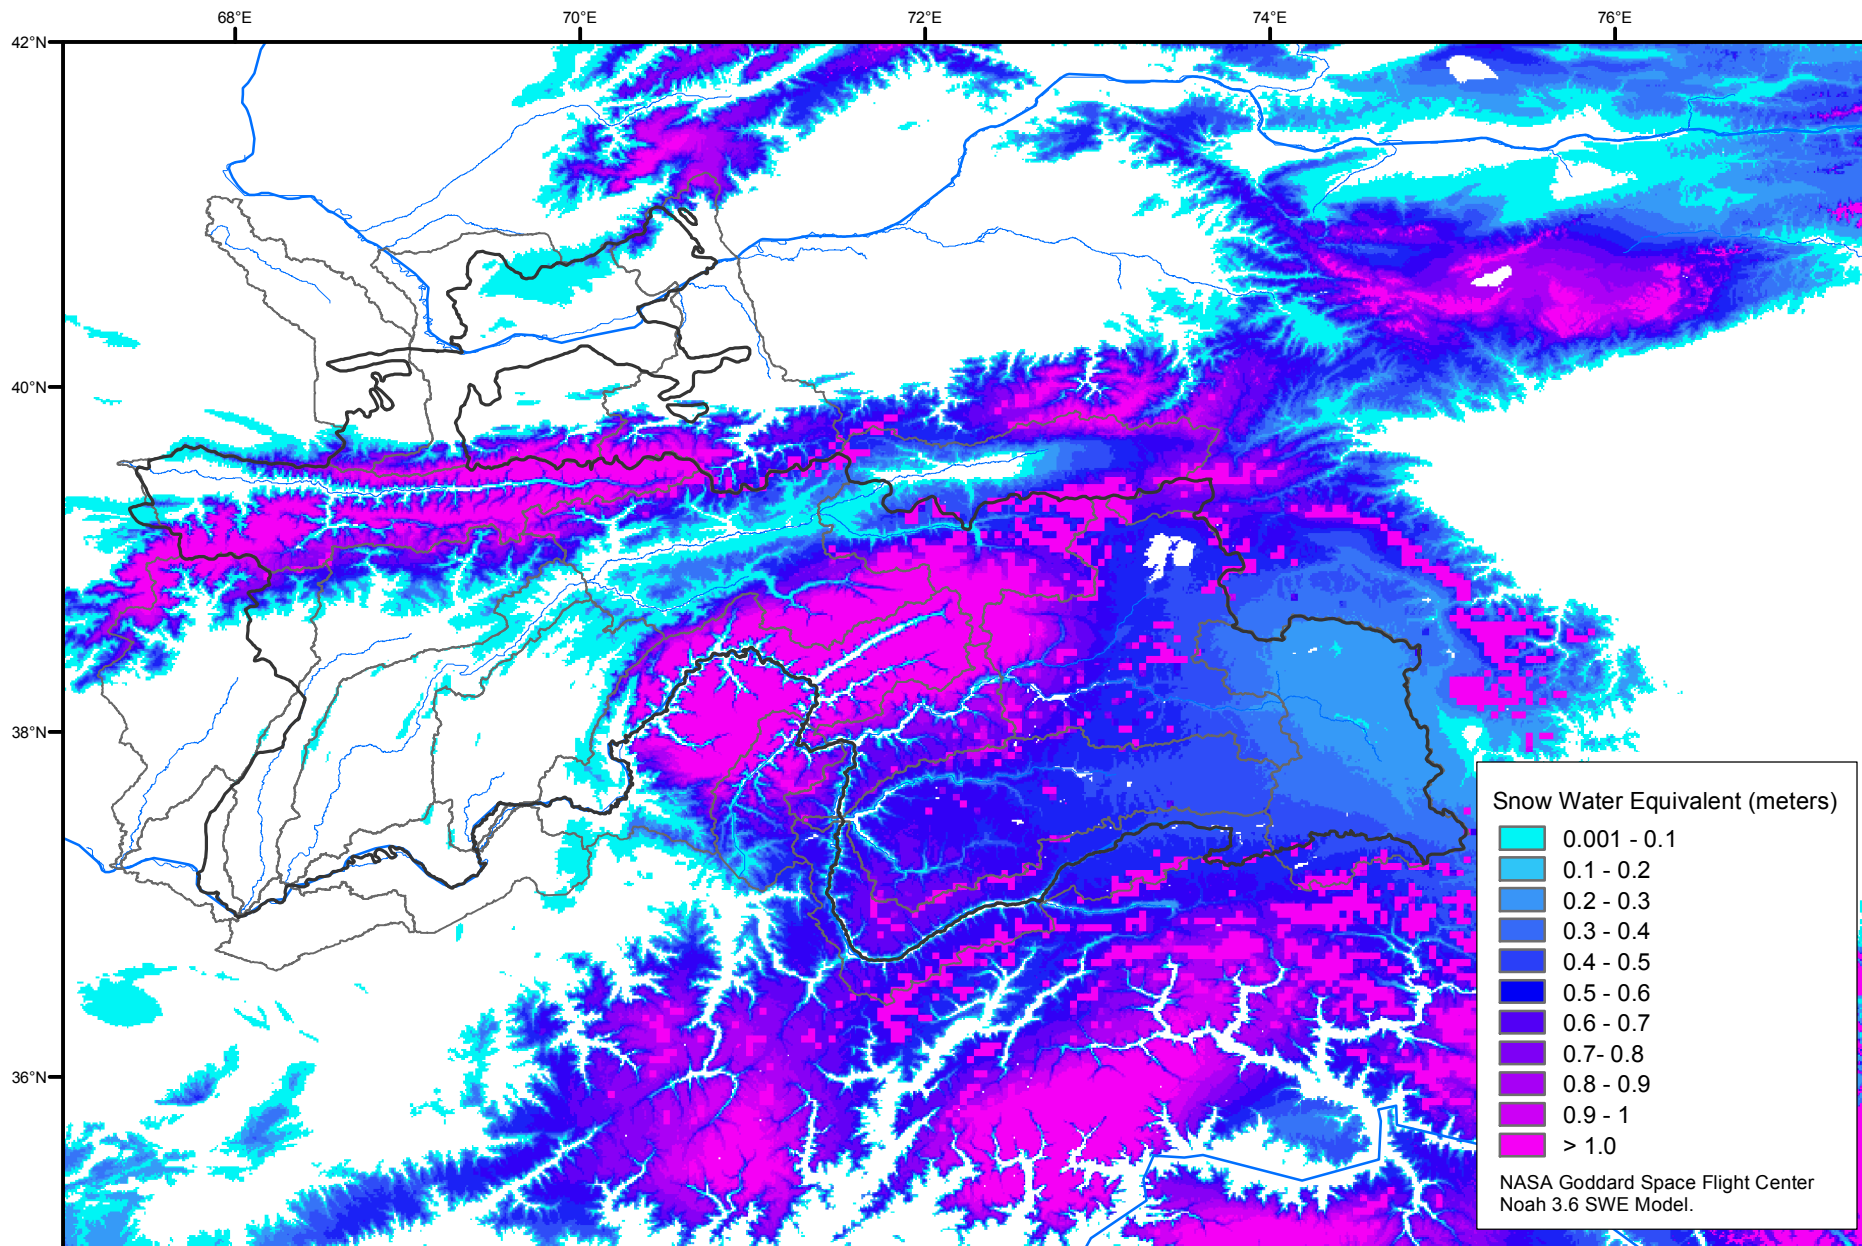 68°E 70°E 72°E 74°E 76°E
42°N
40°N
38°N
36°N
Snow Water Equivalent (meters)
0.001 - 0.1
0.1 - 0.2
0.2 - 0.3
0.3 - 0.4
0.4 - 0.5
0.5 - 0.6
0.6 - 0.7
0.7- 0.8
0.8 - 0.9
0.9 - 1
> 1.0
NASA Goddard Space Flight Center
Noah 3.6 SWE Model.